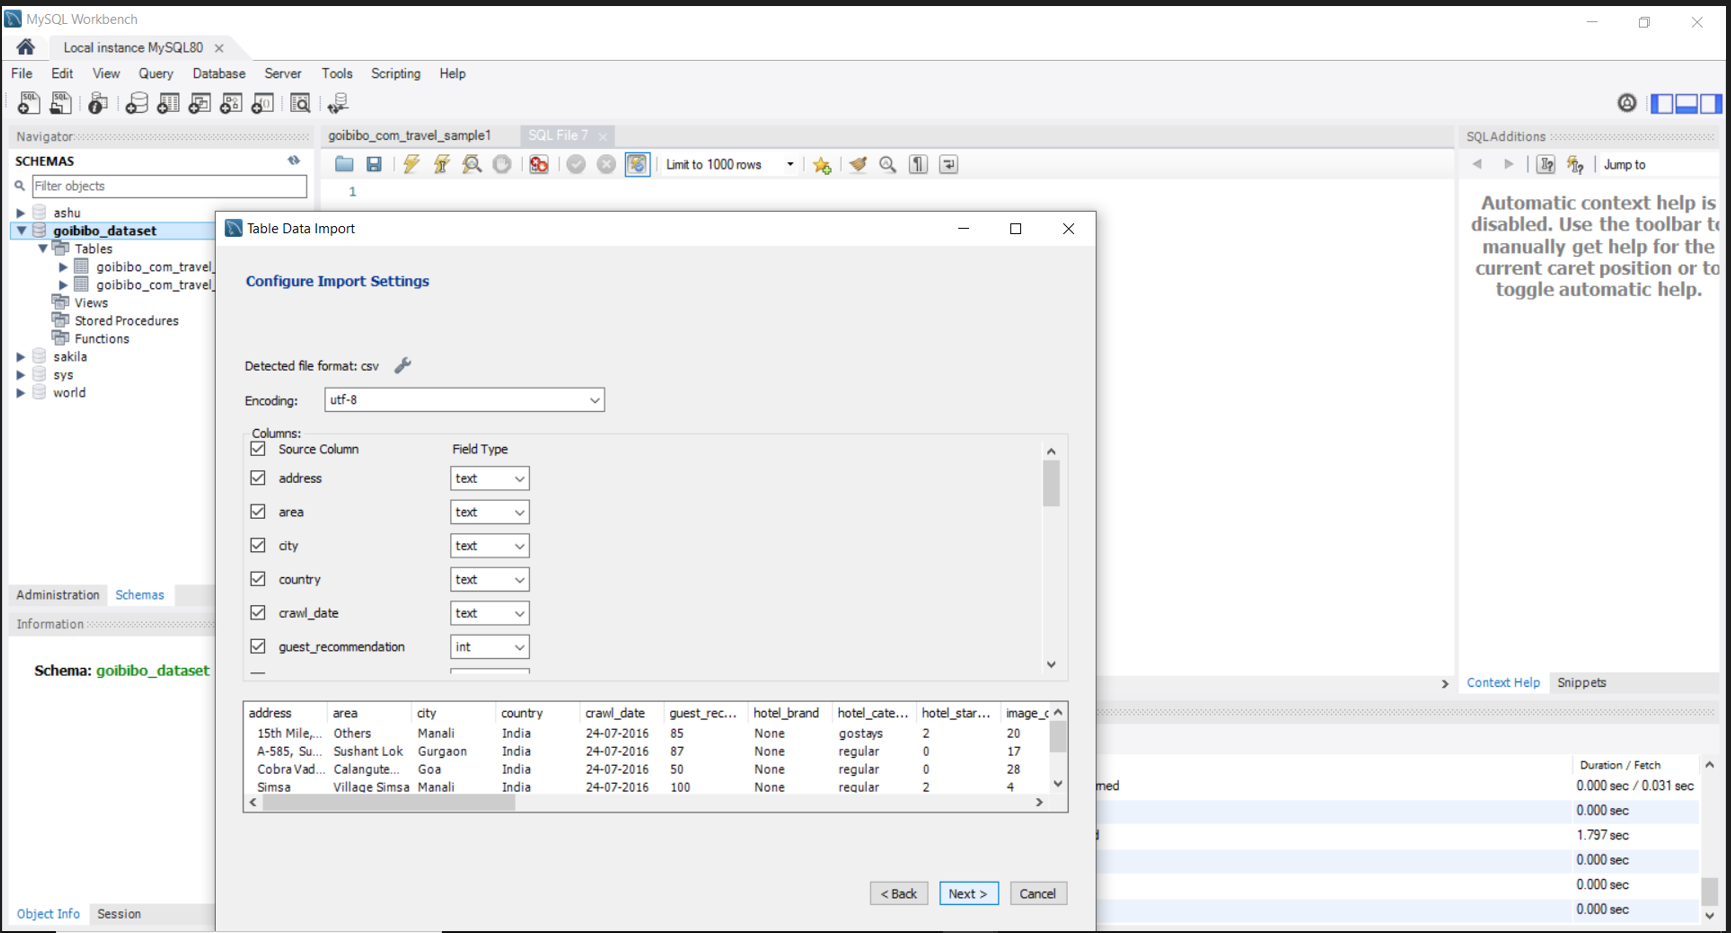 MySQL Workbench
Local instance MySQL80
File Edit View Query Database Server Tools Scripting Help
Navigator
SCHEMAS
Filter objects
ashu
goibibo_dataset
Tables
goibibo_com_travel_
goibibo_com_travel_
Views
Stored Procedures
Functions
sakila
sys
world
Administration Schemas
Information
Schema: goibibo_dataset
Object Info Session
goibibo_com_travel_sample1 SQL File 7
Limit to 1000 rows
1
Table Data Import
Configure Import Settings
Detected file format: csv
Encoding: utf-8
Columns:
Source Column Field Type
address text
area text
city text
country text
crawl_date text
guest_recommendation int
address area city country crawl_date guest_rec... hotel_brand hotel_cate... hotel_star... image_c
15th Mile,... Others Manali India 24-07-2016 85 None gostays 2 20
A-585, Su... Sushant Lok Gurgaon India 24-07-2016 87 None regular 0 17
Cobra Vad... Calangute... Goa India 24-07-2016 50 None regular 0 28
Simsa Village Simsa Manali India 24-07-2016 100 None regular 2 4
< Back Next > Cancel
SQLAdditions
Jump to
Automatic context help is
disabled. Use the toolbar to
manually get help for the
current caret position or to
toggle automatic help.
Context Help Snippets
Duration / Fetch
0.000 sec / 0.031 sec
0.000 sec
1.797 sec
0.000 sec
0.000 sec
0.000 sec